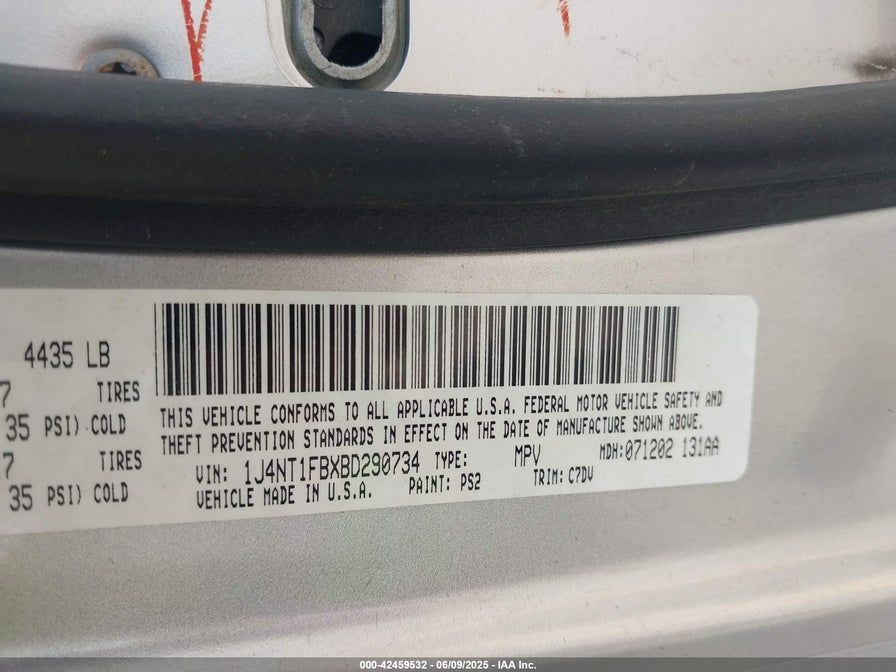 4435 LB
7 TIRES
35 PSI) COLD
7 TIRES
35 PSI) COLD
THIS VEHICLE CONFORMS TO ALL APPLICABLE U.S.A. FEDERAL MOTOR VEHICLE SAFETY AND
THEFT PREVENTION STANDARDS IN EFFECT ON THE DATE OF MANUFACTURE SHOWN ABOVE.
VIN: 1J4NT1FBXBD290734 TYPE: MPV MDH:071202 131AA
VEHICLE MADE IN U.S.A. PAINT: PS2 TRIM: C7DV
000-42459532 - 06/09/2025 - IAA Inc.